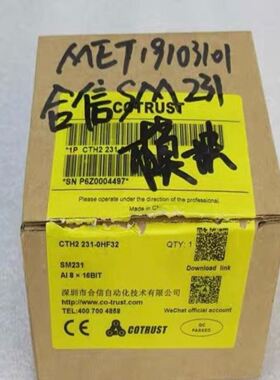 MET19103101
合信SM231
模块
COTRUST
*1P CTH2 231
*SN P6Z0004497*
Please operate under the direction of the professional
CTH2 231-0HF32
QTY: 1
SM231
AI 8 × 16BIT
Download link
深圳市合信自动化技术有限公司
http://www.co-trust.com
TEL:400 700 4858
WeChat official account
CE
COTRUST
QC
PASSED